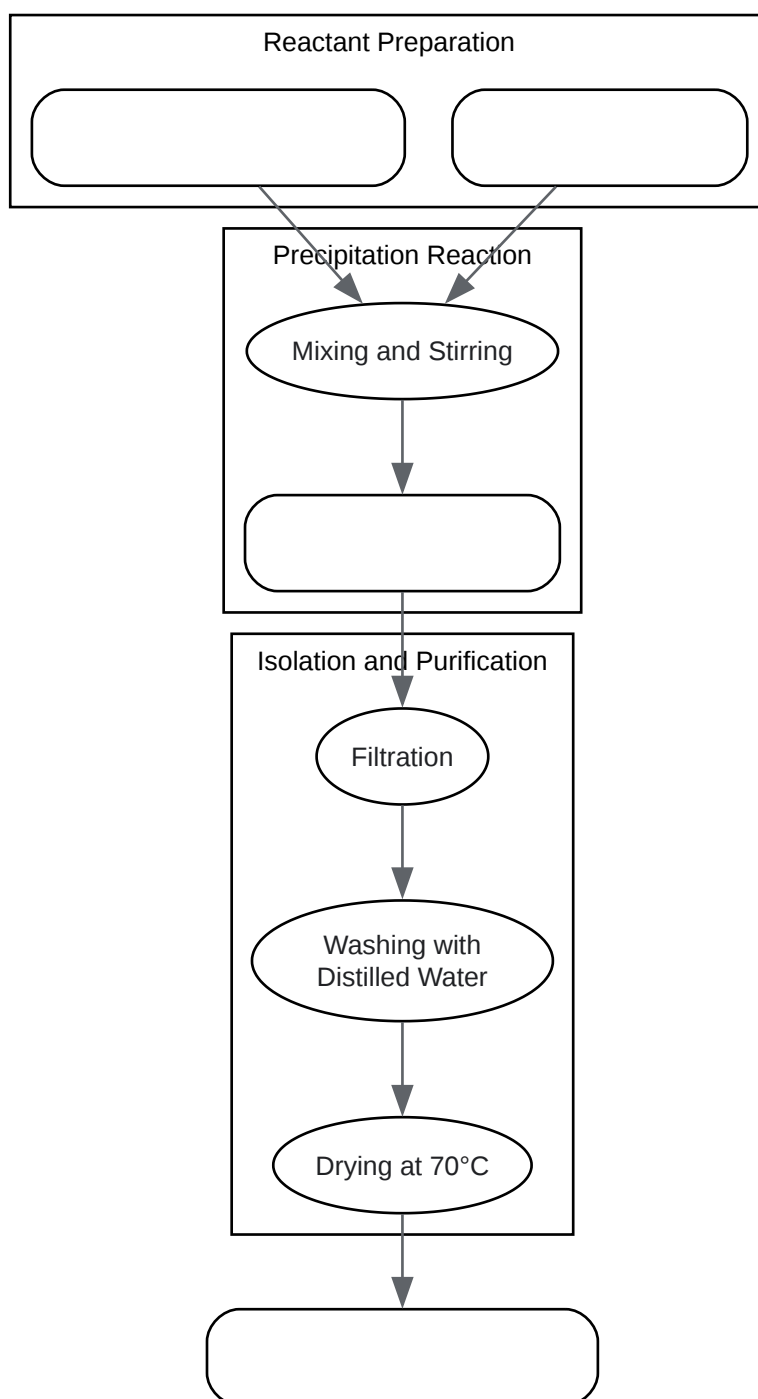 Reactant Preparation
Precipitation Reaction
Mixing and Stirring
Isolation and Purification
Filtration
Washing with
Distilled Water
Drying at 70°C